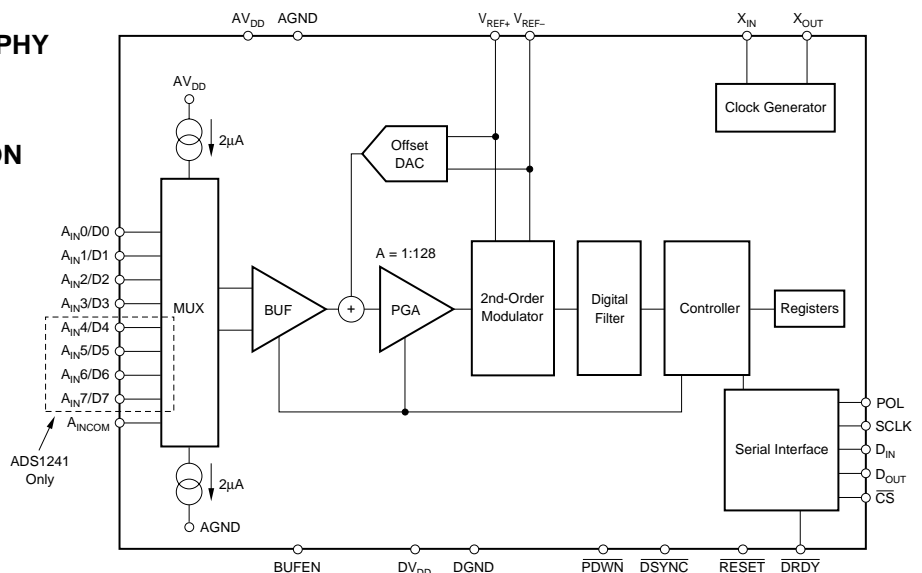 PHY
ON
AVDD
AGND
VREF+
VREF–
XIN
XOUT
AVDD
2μA
Offset
DAC
Clock Generator
AIN0/D0
AIN1/D1
AIN2/D2
AIN3/D3
AIN4/D4
AIN5/D5
AIN6/D6
AIN7/D7
AINCOM
ADS1241
Only
MUX
BUF
+
A = 1:128
PGA
2nd-Order
Modulator
Digital
Filter
Controller
Registers
Serial Interface
POL
SCLK
DIN
DOUT
CS
2μA
AGND
BUFEN
DVDD
DGND
PDWN
DSYNC
RESET
DRDY